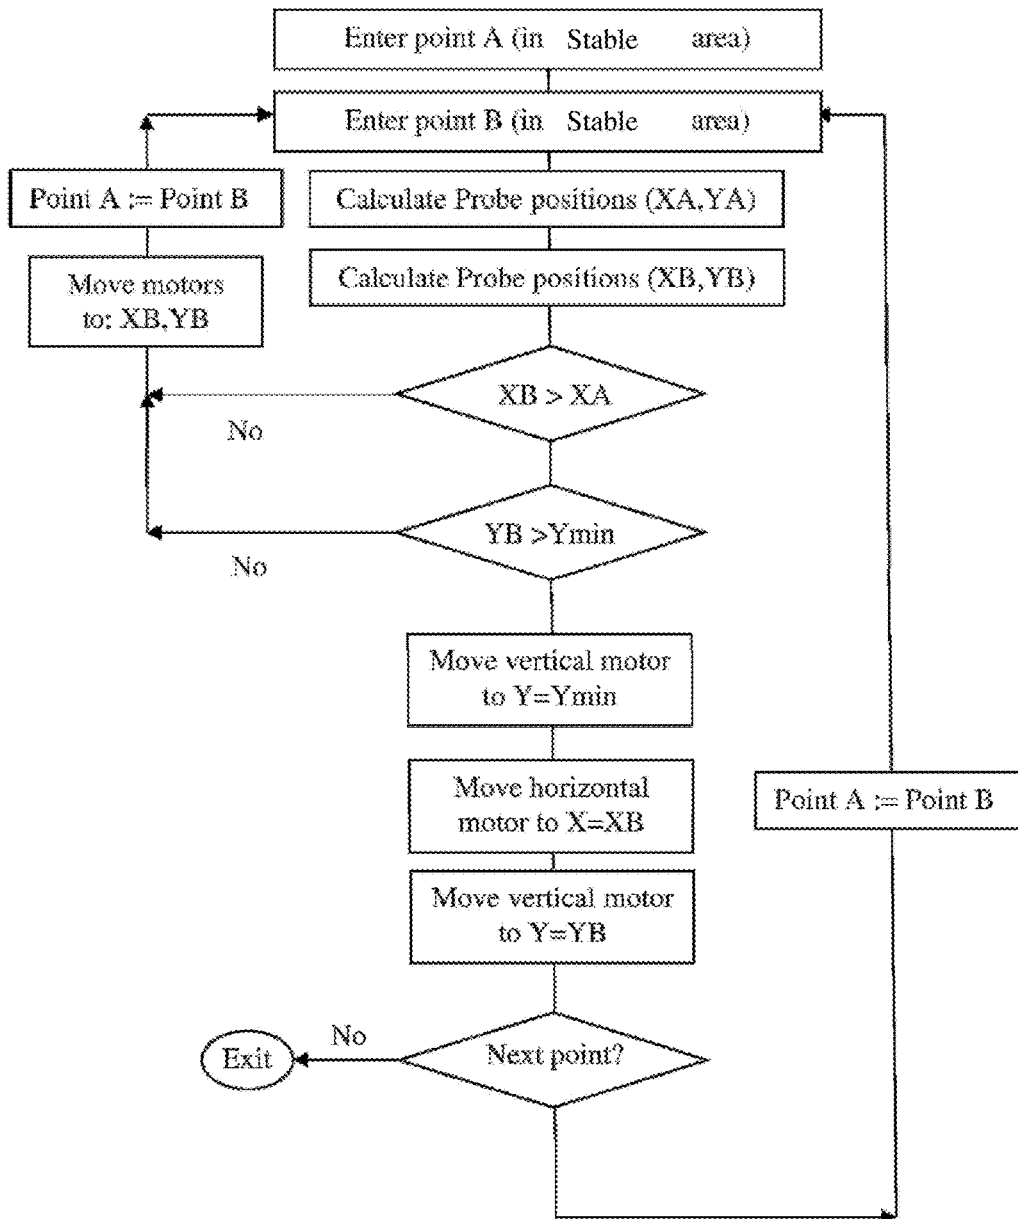 Enter point A (in Stable area)
Enter point B (in Stable area)
Point A := Point B
Calculate Probe positions (XA,YA)
Move motors
to: XB,YB
Calculate Probe positions (XB,YB)
XB > XA
No
YB >Ymin
No
Move vertical motor
to Y=Ymin
Move horizontal
motor to X=XB
Point A := Point B
Move vertical motor
to Y=YB
Next point?
No
Exit